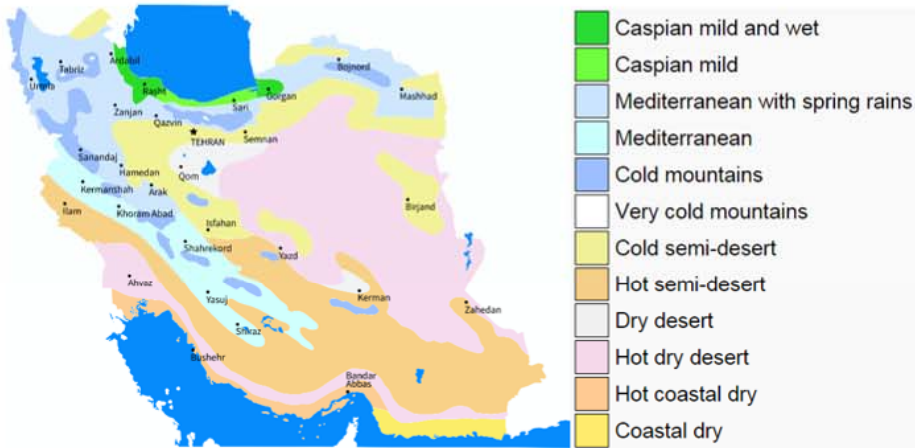 Ardabil
Tabriz
Urmia
Bojnord
Rasht
Gorgan
Mashhad
Sari
Zanjan
Qazvin
TEHRAN
Semnan
Sanandaj
Hamedan
Qom
Kermanshah
Arak
Ilam
Khoram Abad
Birjand
Isfahan
Shahrekord
Yazd
Ahvaz
Yasuj
Kerman
Zahedan
Shiraz
Bushehr
Bandar
Abbas
Caspian mild and wet
Caspian mild
Mediterranean with spring rains
Mediterranean
Cold mountains
Very cold mountains
Cold semi-desert
Hot semi-desert
Dry desert
Hot dry desert
Hot coastal dry
Coastal dry